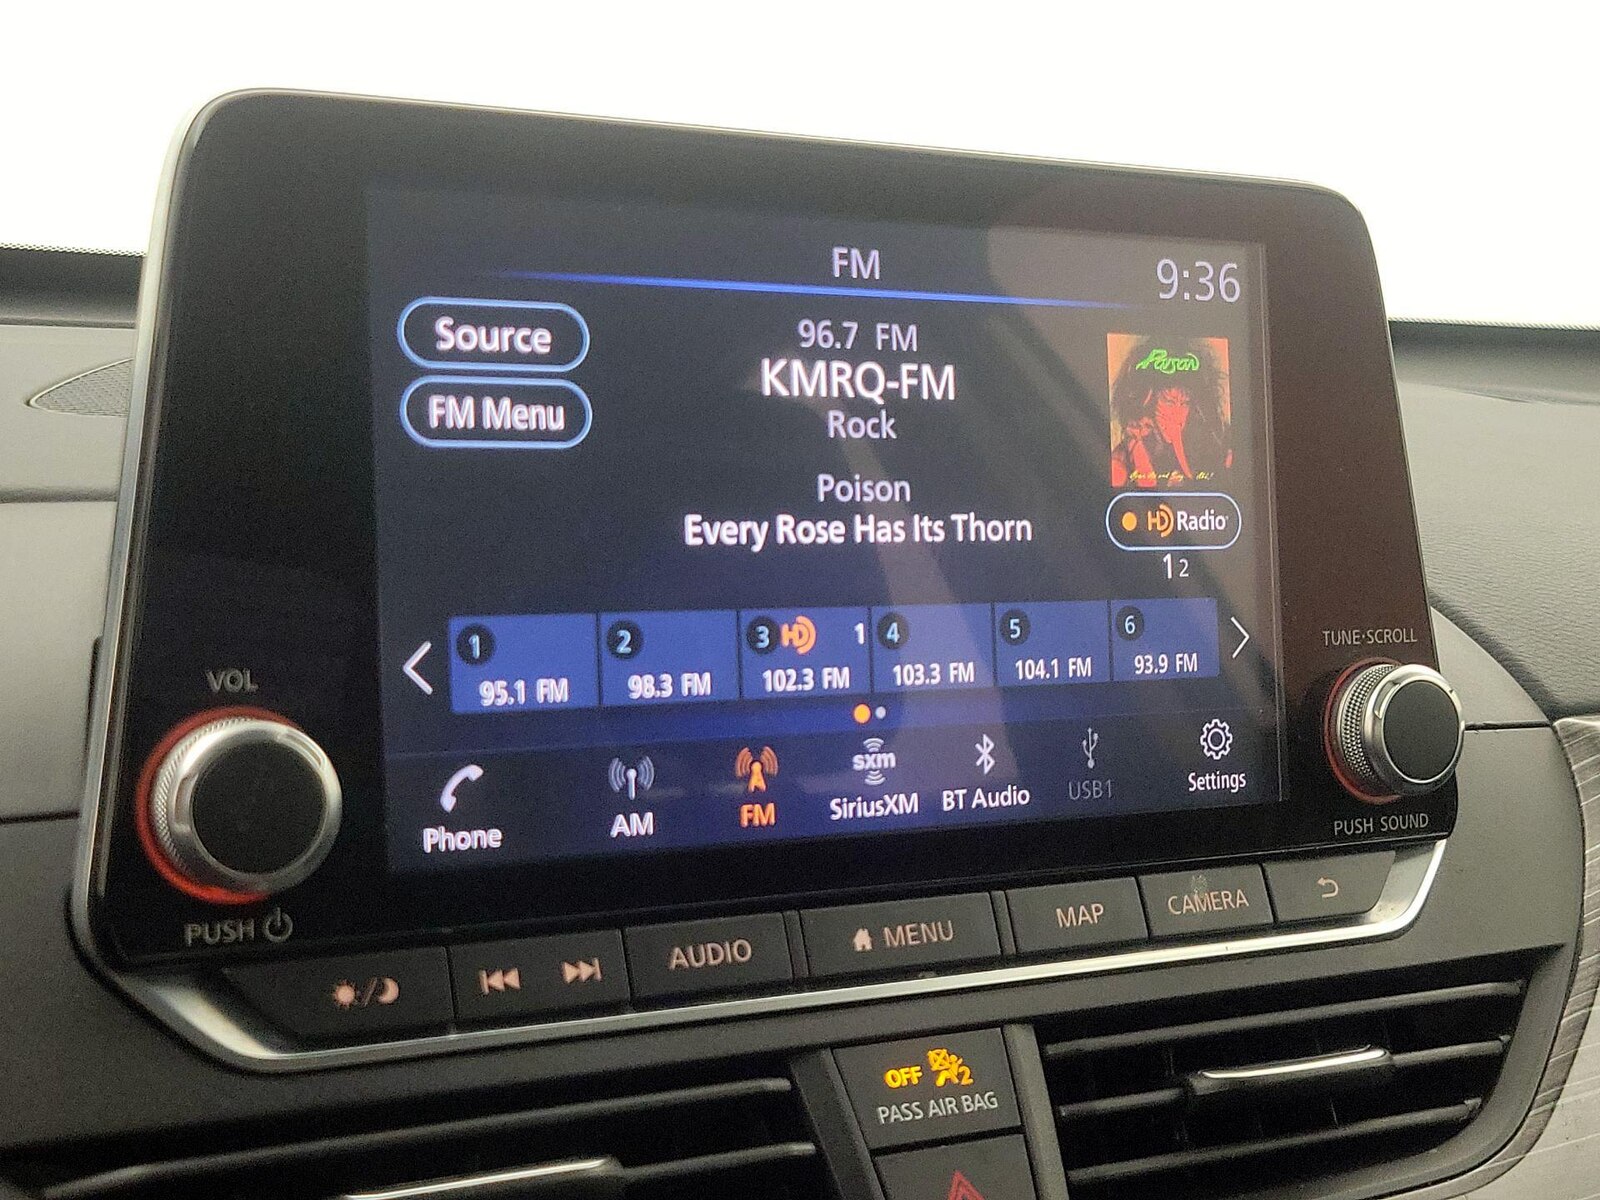 FM
9:36
Source
FM Menu
96.7 FM
KMRQ-FM
Rock
Poison
Every Rose Has Its Thorn
Poison
HD Radio
1 2
1
95.1 FM
2
98.3 FM
3 HD 1
102.3 FM
4
103.3 FM
5
104.1 FM
6
93.9 FM
Phone
AM
FM
sxm
SiriusXM
BT Audio
USB1
Settings
VOL
PUSH
TUNE·SCROLL
PUSH SOUND
AUDIO
MENU
MAP
CAMERA
OFF 2
PASS AIR BAG